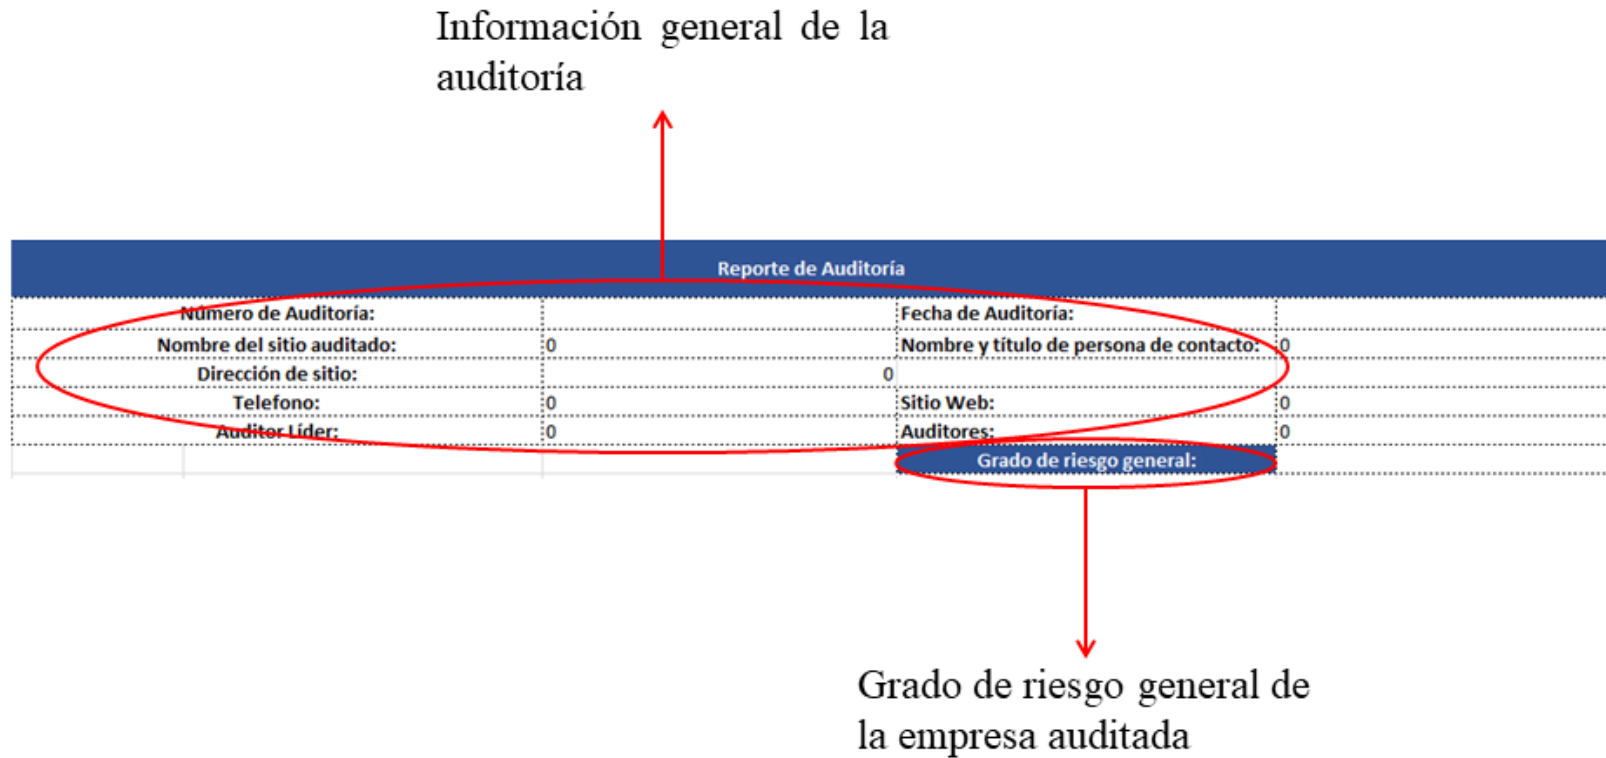 Información general de la
auditoría
Reporte de Auditoría
Número de Auditoría: Fecha de Auditoría:
Nombre del sitio auditado: 0 Nombre y título de persona de contacto: 0
Dirección de sitio: 0
Telefono: 0 Sitio Web: 0
Auditor Líder: 0 Auditores: 0
Grado de riesgo general:
Grado de riesgo general de
la empresa auditada